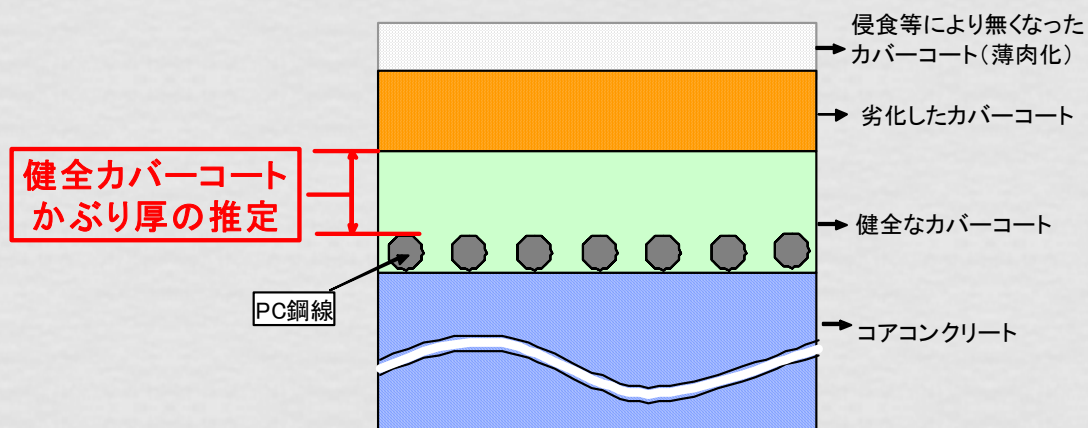 侵食等により無くなった
カバーコート（薄肉化）
劣化したカバーコート
健全カバーコート
かぶり厚の推定
健全なカバーコート
PC鋼線
コアコンクリート